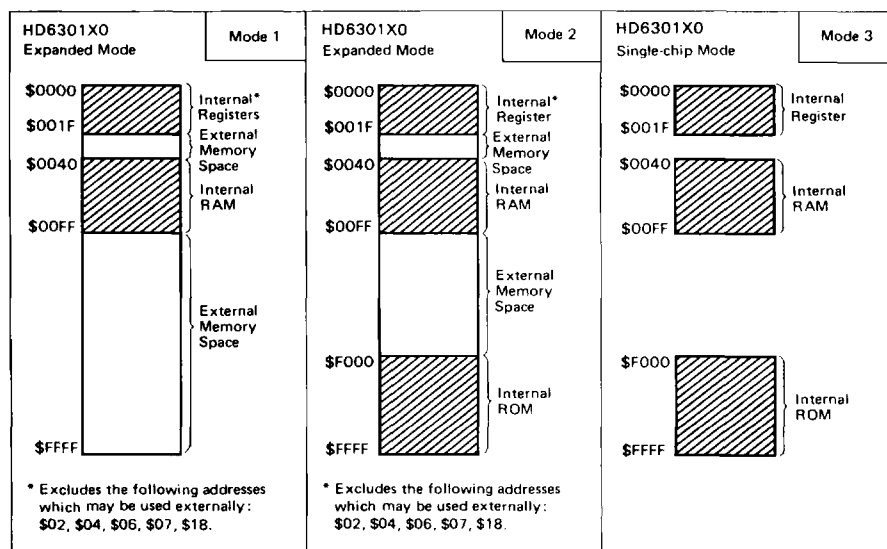 HD6301X0
Expanded Mode
Mode 1
$0000
$001F
$0040
$00FF
$FFFF
Internal*
Registers
External
Memory
Space
Internal
RAM
External
Memory
Space
* Excludes the following addresses
which may be used externally:
$02, $04, $06, $07, $18.
HD6301X0
Expanded Mode
Mode 2
$0000
$001F
$0040
$00FF
$F000
$FFFF
Internal*
Register
External
Memory
Space
Internal
RAM
External
Memory
Space
Internal
ROM
* Excludes the following addresses
which may be used externally:
$02, $04, $06, $07, $18.
HD6301X0
Single-chip Mode
Mode 3
$0000
$001F
$0040
$00FF
$F000
$FFFF
Internal
Register
Internal
RAM
Internal
ROM